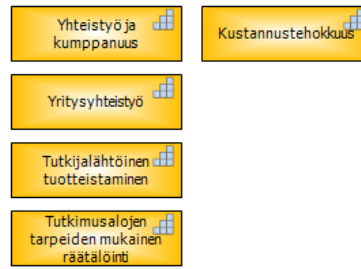 Yhteistyö ja
kumppanuus
Kustannustehokkuus
Yritysyhteistyö
Tutkijalähtöinen
tuotteistaminen
Tutkimusalojen
tarpeiden mukainen
räätälöinti